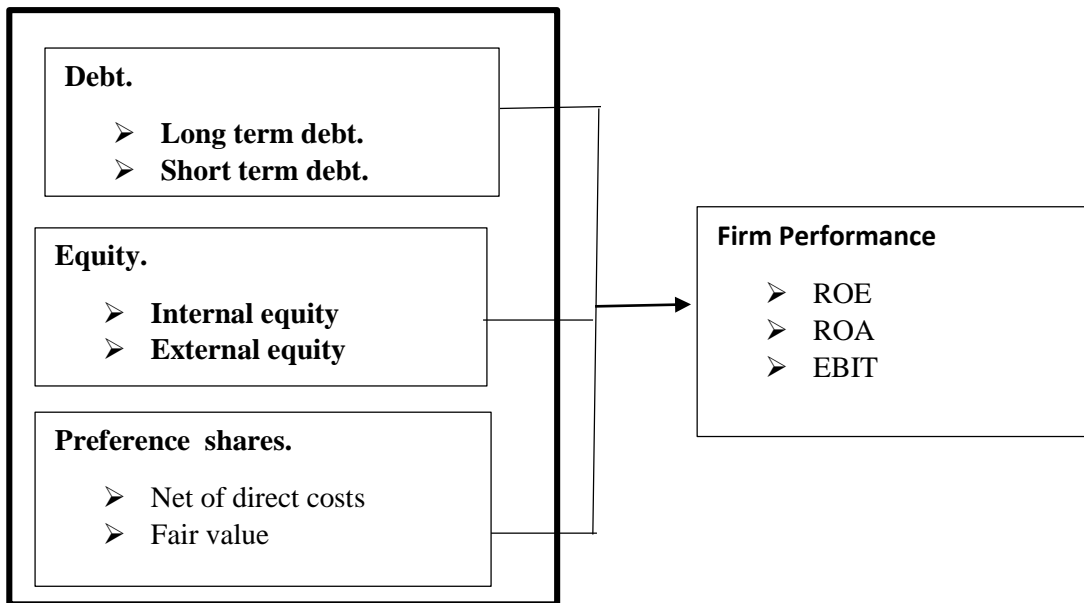 Debt.
➢ Long term debt.
➢ Short term debt.
Equity.
➢ Internal equity
➢ External equity
Preference shares.
➢ Net of direct costs
➢ Fair value
Firm Performance
➢ ROE
➢ ROA
➢ EBIT